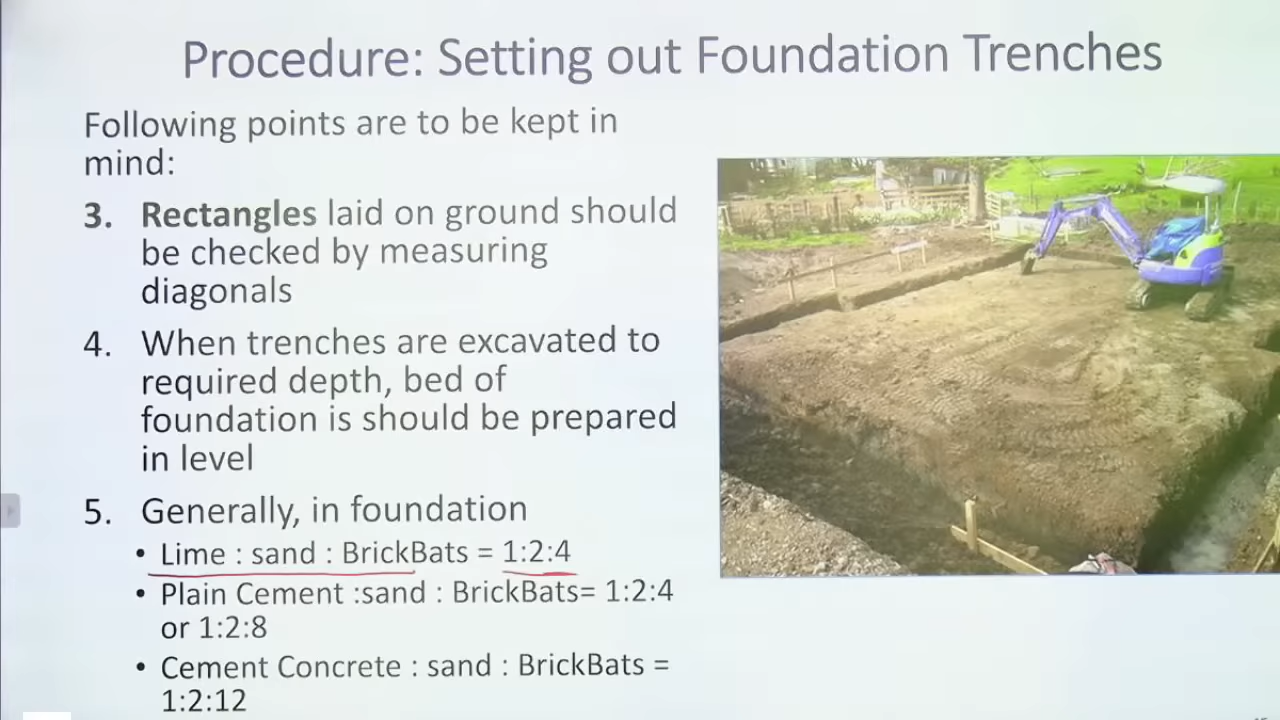 Procedure: Setting out Foundation Trenches
Following points are to be kept in
mind:
3. Rectangles laid on ground should
be checked by measuring
diagonals
4. When trenches are excavated to
required depth, bed of
foundation is should be prepared
in level
5. Generally, in foundation
• Lime : sand : BrickBats = 1:2:4
• Plain Cement :sand : BrickBats= 1:2:4
or 1:2:8
• Cement Concrete : sand : BrickBats =
1:2:12